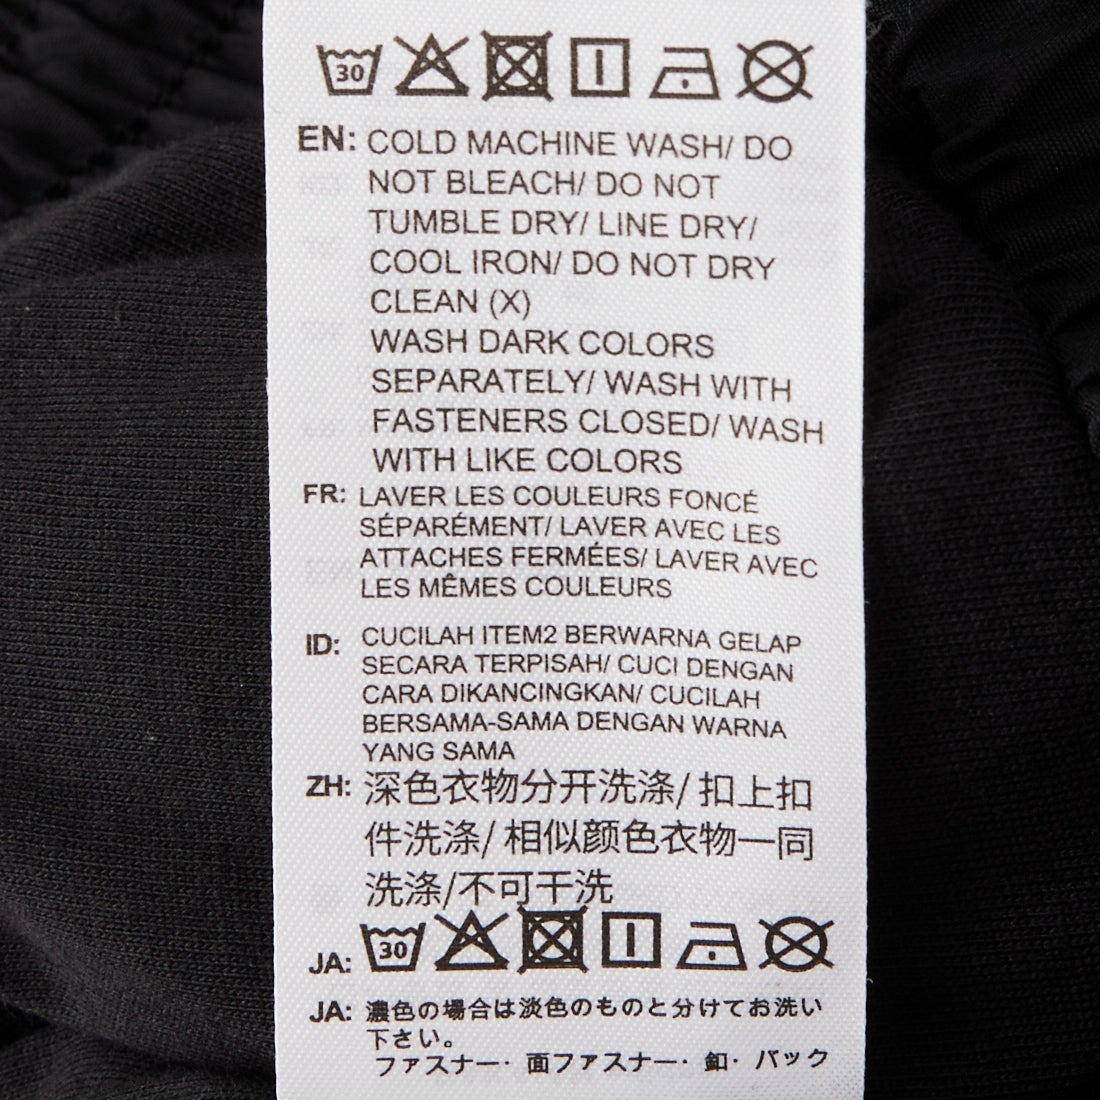 30
EN: COLD MACHINE WASH/ DO
NOT BLEACH/ DO NOT
TUMBLE DRY/ LINE DRY/
COOL IRON/ DO NOT DRY
CLEAN (X)
WASH DARK COLORS
SEPARATELY/ WASH WITH
FASTENERS CLOSED/ WASH
WITH LIKE COLORS
FR: LAVER LES COULEURS FONCÉ
SÉPARÉMENT/ LAVER AVEC LES
ATTACHES FERMÉES/ LAVER AVEC
LES MÊMES COULEURS
ID: CUCILAH ITEM2 BERWARNA GELAP
SECARA TERPISAH/ CUCI DENGAN
CARA DIKANCINGKAN/ CUCILAH
BERSAMA-SAMA DENGAN WARNA
YANG SAMA
ZH: 深色衣物分开洗涤/ 扣上扣
件洗涤/ 相似颜色衣物一同
洗涤/不可干洗
JA: 30
JA: 濃色の場合は淡色のものと分けてお洗い
下さい。
ファスナー・面ファスナー・釦・バック